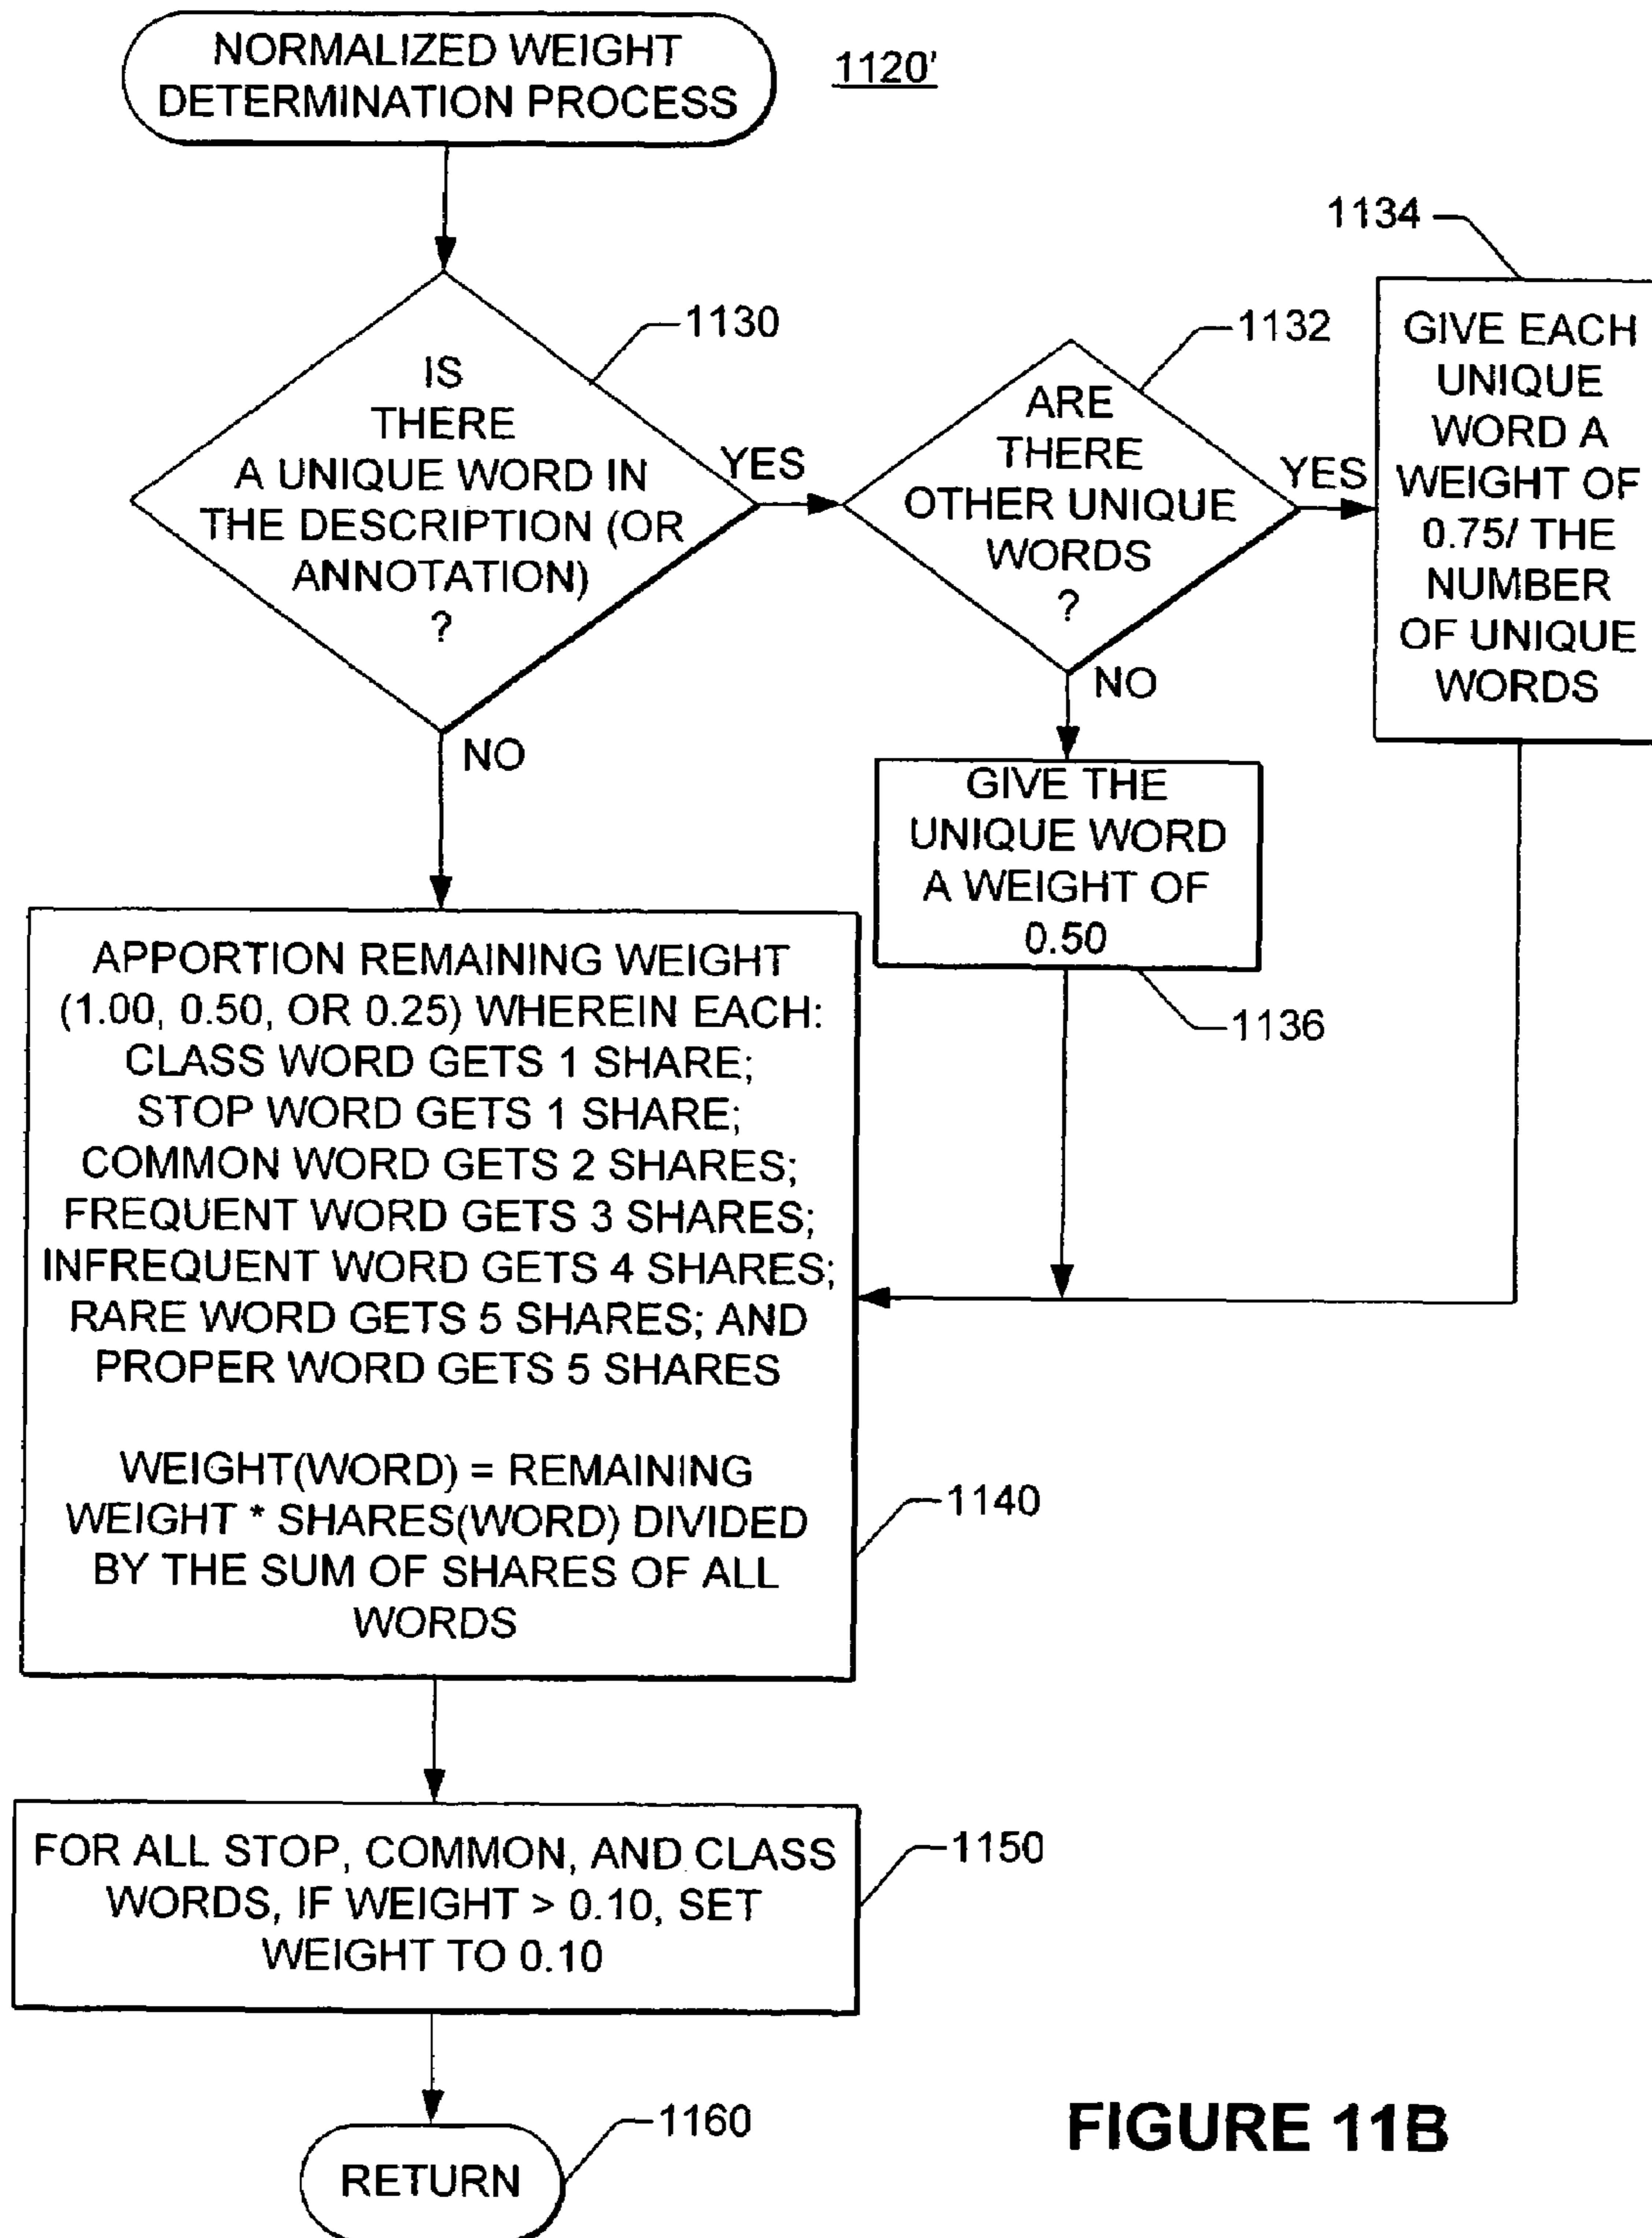 NORMALIZED WEIGHT
DETERMINATION PROCESS
1120'
1130
IS
THERE
A UNIQUE WORD IN
THE DESCRIPTION (OR
ANNOTATION)
?
YES
NO
1132
ARE
THERE
OTHER UNIQUE
WORDS
?
YES
NO
1134
GIVE EACH
UNIQUE
WORD A
WEIGHT OF
0.75/ THE
NUMBER
OF UNIQUE
WORDS
GIVE THE
UNIQUE WORD
A WEIGHT OF
0.50
1136
APPORTION REMAINING WEIGHT
(1.00, 0.50, OR 0.25) WHEREIN EACH:
CLASS WORD GETS 1 SHARE;
STOP WORD GETS 1 SHARE;
COMMON WORD GETS 2 SHARES;
FREQUENT WORD GETS 3 SHARES;
INFREQUENT WORD GETS 4 SHARES;
RARE WORD GETS 5 SHARES; AND
PROPER WORD GETS 5 SHARES
WEIGHT(WORD) = REMAINING
WEIGHT * SHARES(WORD) DIVIDED
BY THE SUM OF SHARES OF ALL
WORDS
1140
FOR ALL STOP, COMMON, AND CLASS
WORDS, IF WEIGHT > 0.10, SET
WEIGHT TO 0.10
1150
RETURN
1160
FIGURE 11B